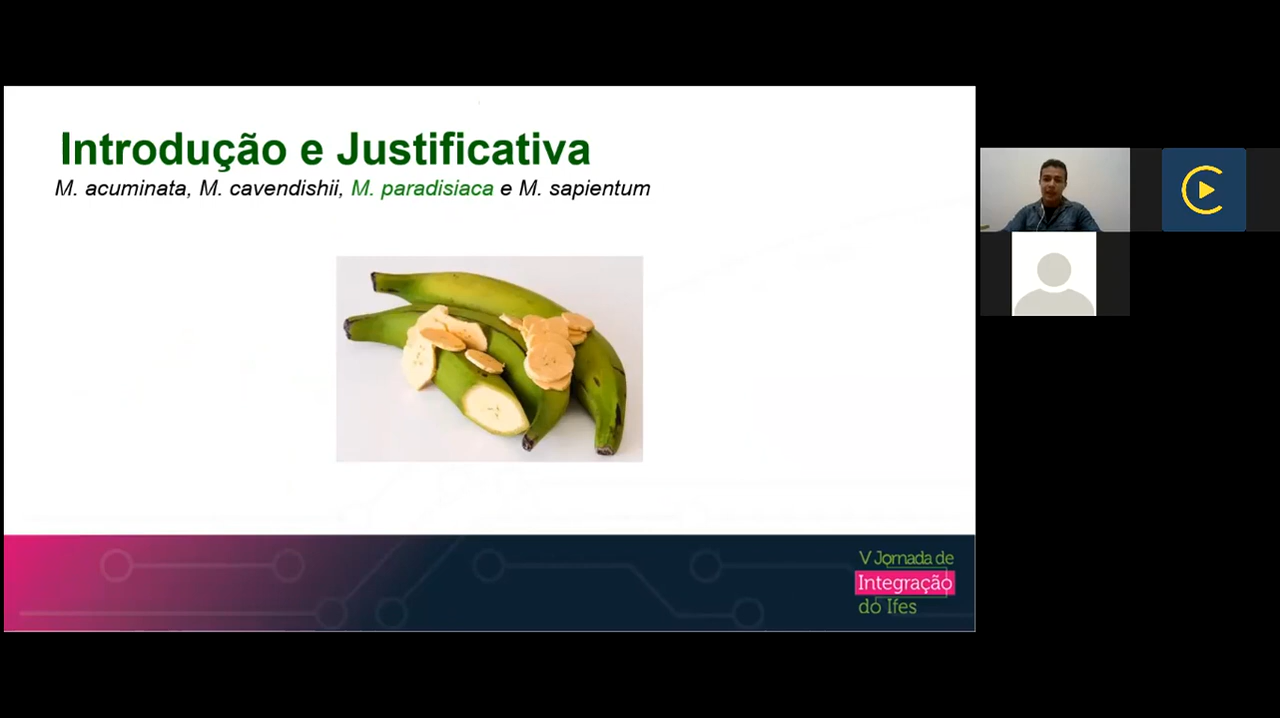 Introdução e Justificativa
M. acuminata, M. cavendishii, M. paradisiaca e M. sapientum
V Jornada de
Integração
do Ifes